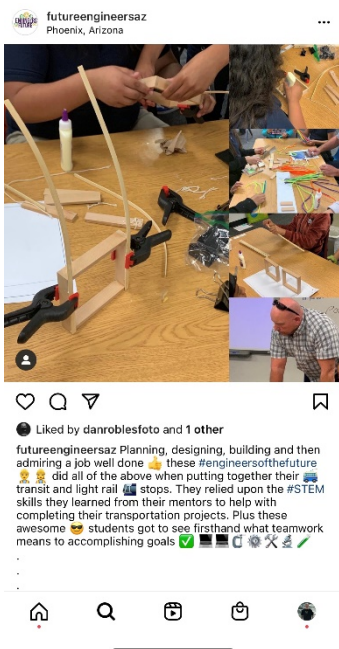 futureengineersaz
Phoenix, Arizona
Liked by danroblesfoto and 1 other
futureengineersaz Planning, designing, building and then
admiring a job well done 👍 these #engineersofthefuture
👷 👷 did all of the above when putting together their 🚙
transit and light rail 🚈 stops. They relied upon the #STEM
skills they learned from their mentors to help with
completing their transportation projects. Plus these
awesome 🤓 students got to see firsthand what teamwork
means to accomplishing goals ✅ 💻💻🗜️⚙️🛠️🔬🧪
.
.
.